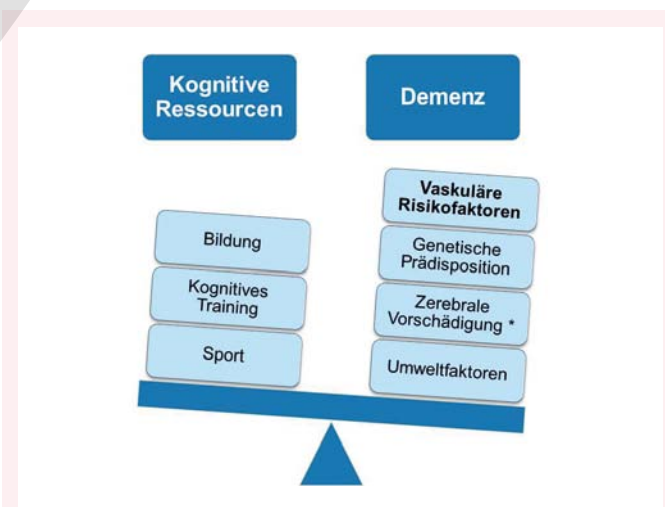 Kognitive
Ressourcen
Demenz
Bildung
Kognitives
Training
Sport
Vaskuläre
Risikofaktoren
Genetische
Prädisposition
Zerebrale
Vorschädigung *
Umweltfaktoren